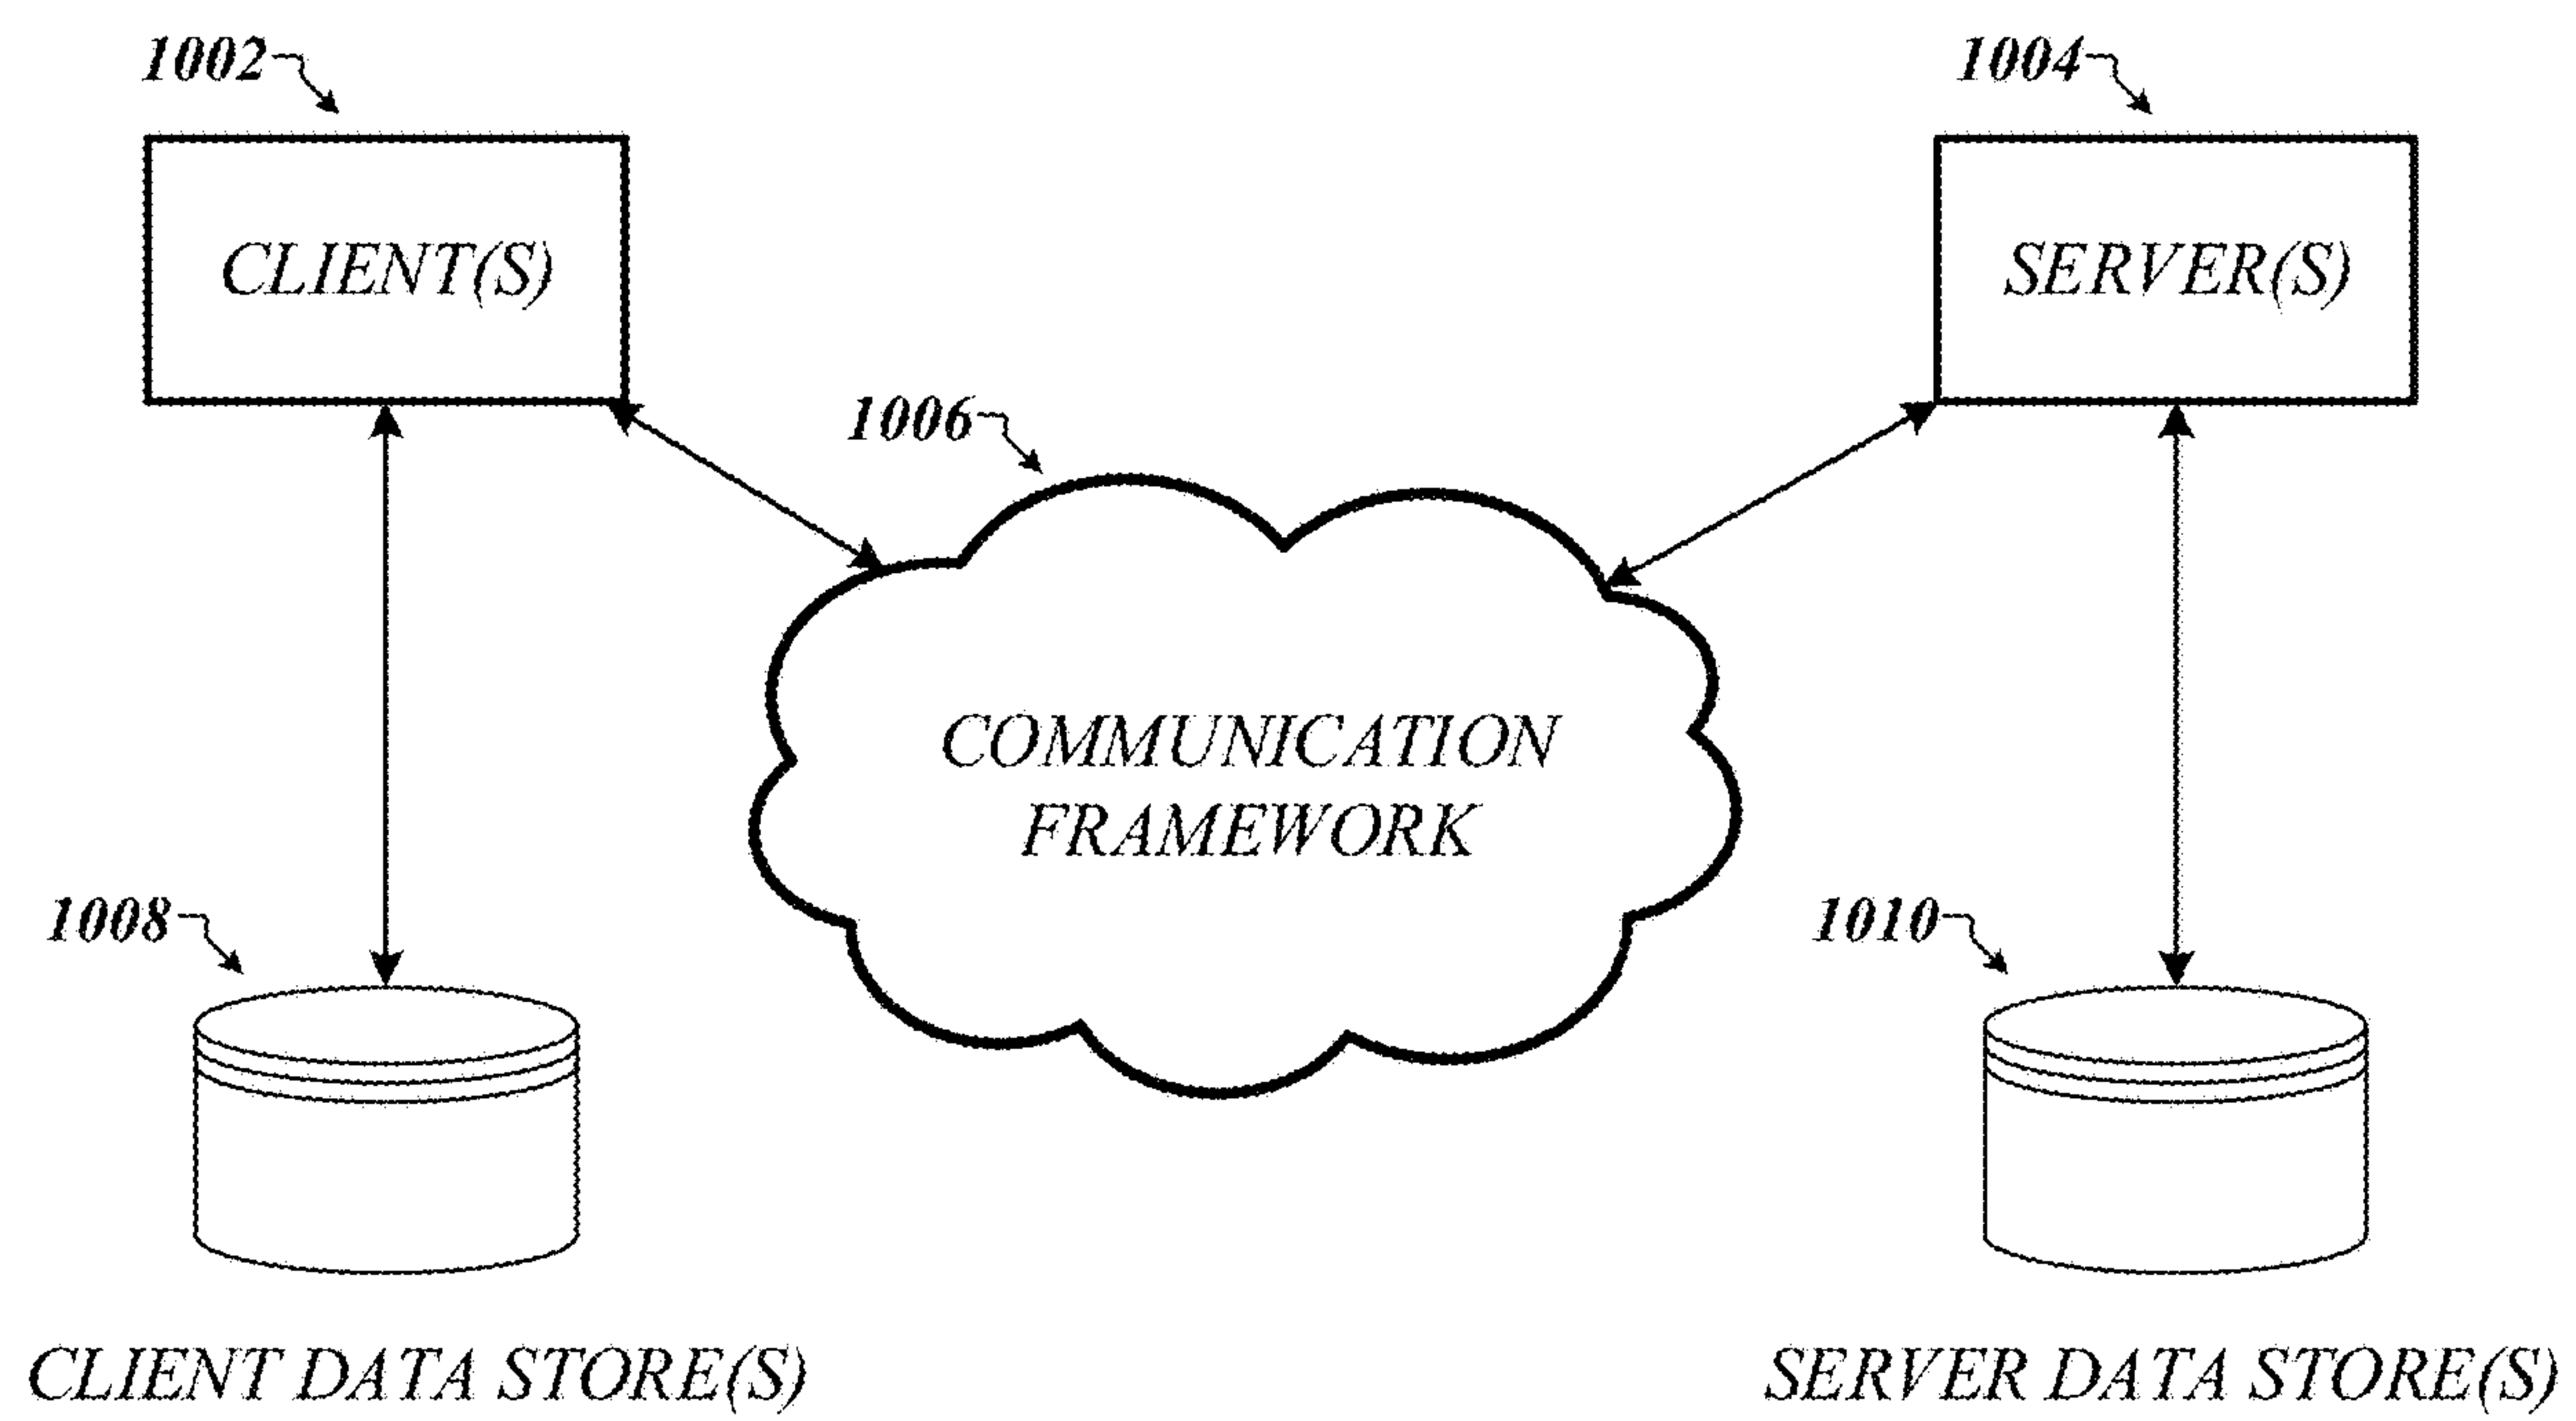 1002
1004
CLIENT(S)
SERVER(S)
1006
COMMUNICATION
FRAMEWORK
1008
1010
CLIENT DATA STORE(S)
SERVER DATA STORE(S)